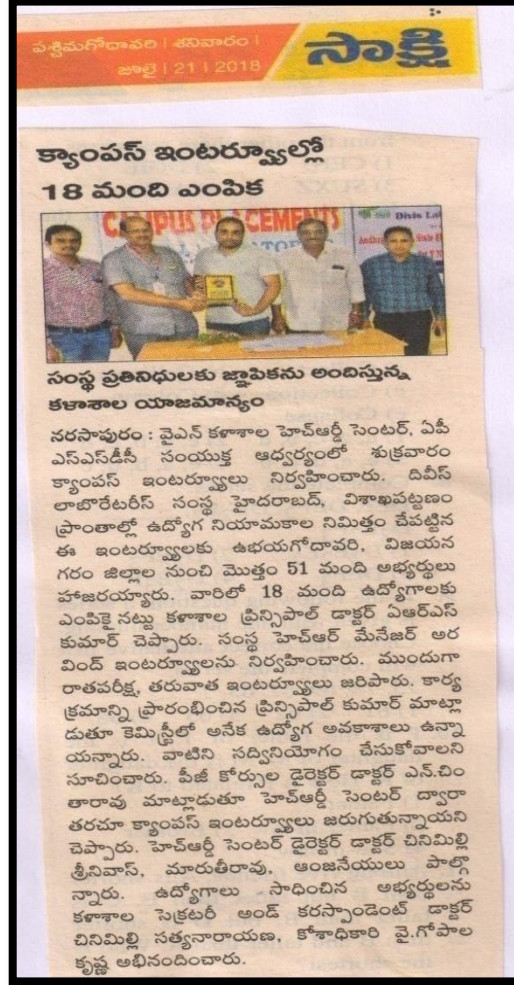 పశ్చిమగోదావరి | శనివారం |
జూలై | 21 | 2018
సాక్షి
క్యాంపస్ ఇంటర్వ్యూల్లో
18 మంది ఎంపిక
CAMPUS PLACEMENTS
Divis
సంస్థ ప్రతినిధులకు జ్ఞాపికను అందిస్తున్న
కళాశాల యాజమాన్యం
నరసాపురం : వైఎన్ కళాశాల హెచ్ఆర్డీ సెంటర్, ఏపీ
ఎస్ఎస్‌డీసీ సంయుక్త ఆధ్వర్యంలో శుక్రవారం
క్యాంపస్ ఇంటర్వ్యూలు నిర్వహించారు. దివీస్
లాబొరేటరీస్ సంస్థ హైదరాబద్, విశాఖపట్టణం
ప్రాంతాల్లో ఉద్యోగ నియామకాల నిమిత్తం చేపట్టిన
ఈ ఇంటర్వ్యూలకు ఉభయగోదావరి, విజయన
గరం జిల్లాల నుంచి మొత్తం 51 మంది అభ్యర్థులు
హాజరయ్యారు. వారిలో 18 మంది ఉద్యోగాలకు
ఎంపికైనట్టు కళాశాల ప్రిన్సిపాల్ డాక్టర్ ఏఆర్ఎస్
కుమార్ చెప్పారు. సంస్థ హెచ్ఆర్ మేనేజర్ అర
వింద్ ఇంటర్వ్యూలను నిర్వహించారు. ముందుగా
రాతపరీక్ష, తరువాత ఇంటర్వ్యూలు జరిపారు. కార్య
క్రమాన్ని ప్రారంభించిన ప్రిన్సిపాల్ కుమార్ మాట్లా
డుతూ కెమిస్ట్రీలో అనేక ఉద్యోగ అవకాశాలు ఉన్నా
యన్నారు. వాటిని సద్వినియోగం చేసుకోవాలని
సూచించారు. పీజీ కోర్సుల డైరెక్టర్ డాక్టర్ ఎన్.చిం
తారావు మాట్లాడుతూ హెచ్ఆర్డీ సెంటర్ ద్వారా
తరచూ క్యాంపస్ ఇంటర్వ్యూలు జరుగుతున్నాయని
చెప్పారు. హెచ్ఆర్డీ సెంటర్ డైరెక్టర్ డాక్టర్ చినిమిల్లి
శ్రీనివాస్, మారుతీరావు, ఆంజనేయులు పాల్గొ
న్నారు. ఉద్యోగాలు సాధించిన అభ్యర్థులను
కళాశాల సెక్రటరీ అండ్ కరస్పాండెంట్ డాక్టర్
చినిమిల్లి సత్యనారాయణ, కోశాధికారి వై.గోపాల
కృష్ణ అభినందించారు.